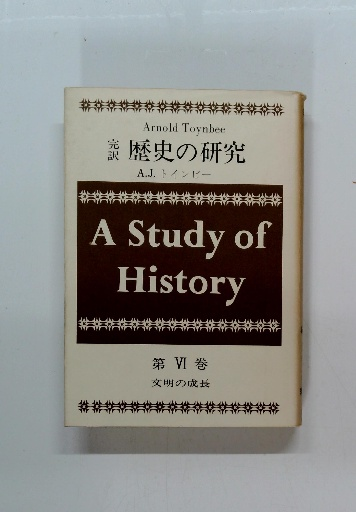 Arnold Toynbee
完訳 歴史の研究
A.J. トインビー
A Study of
History
第 VI 巻
文明の成長